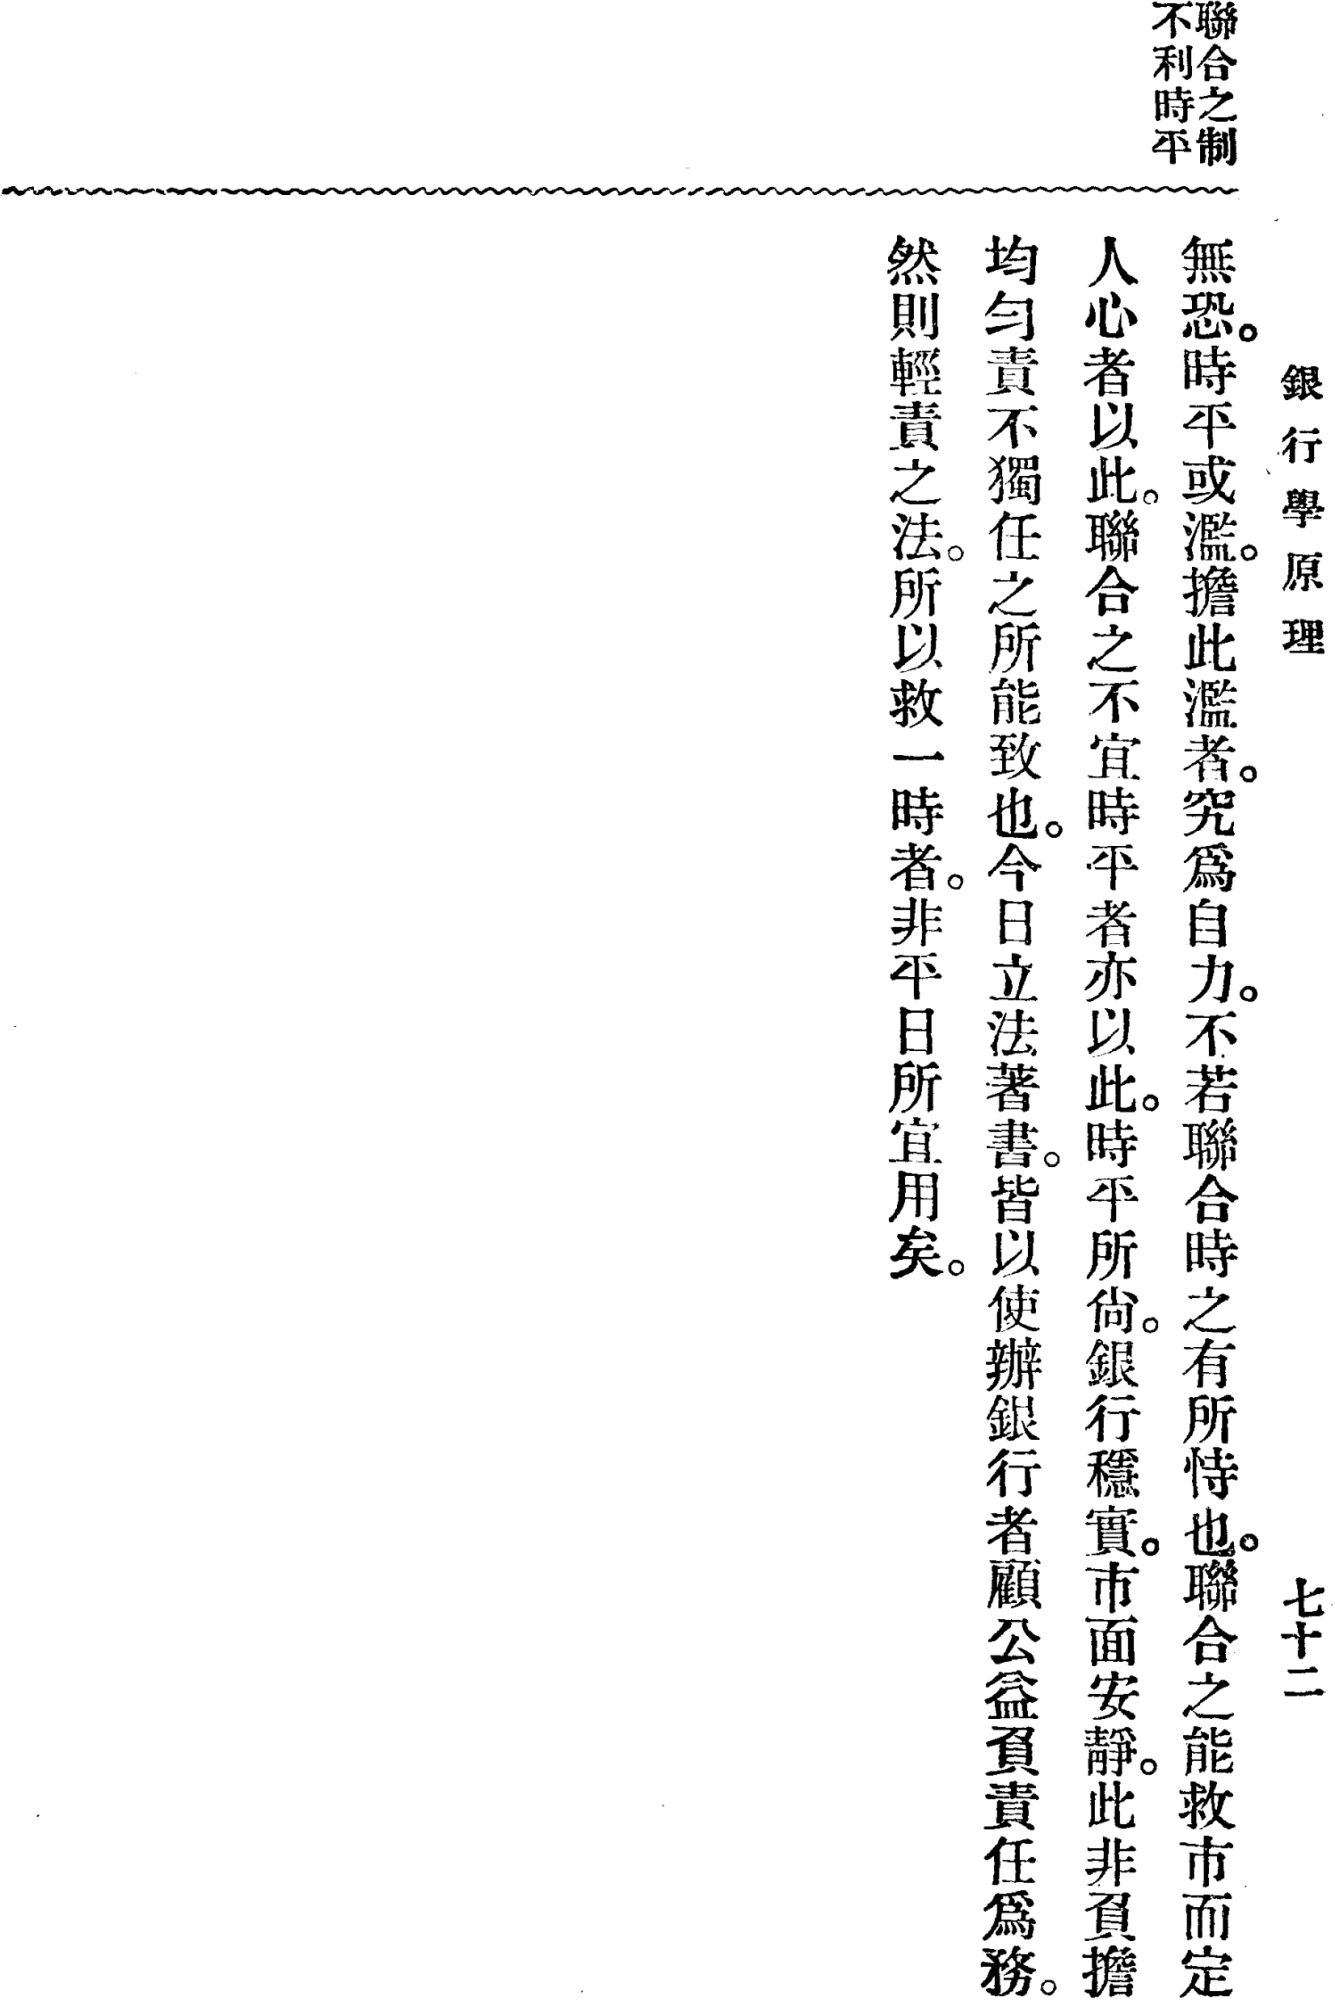 銀行學原理
七十二
聯合之制
不利時平
無恐。時平或濫。擔此濫者。究爲自力。不若聯合時之有所恃也。聯合之能救市而定
人心者以此。聯合之不宜時平者亦以此。時平所尙。銀行穩實。市面安靜。此非負擔
均勻責不獨任之所能致也。今日立法著書。皆以使辦銀行者顧公益負責任爲務。
然則輕責之法。所以救一時者。非平日所宜用矣。